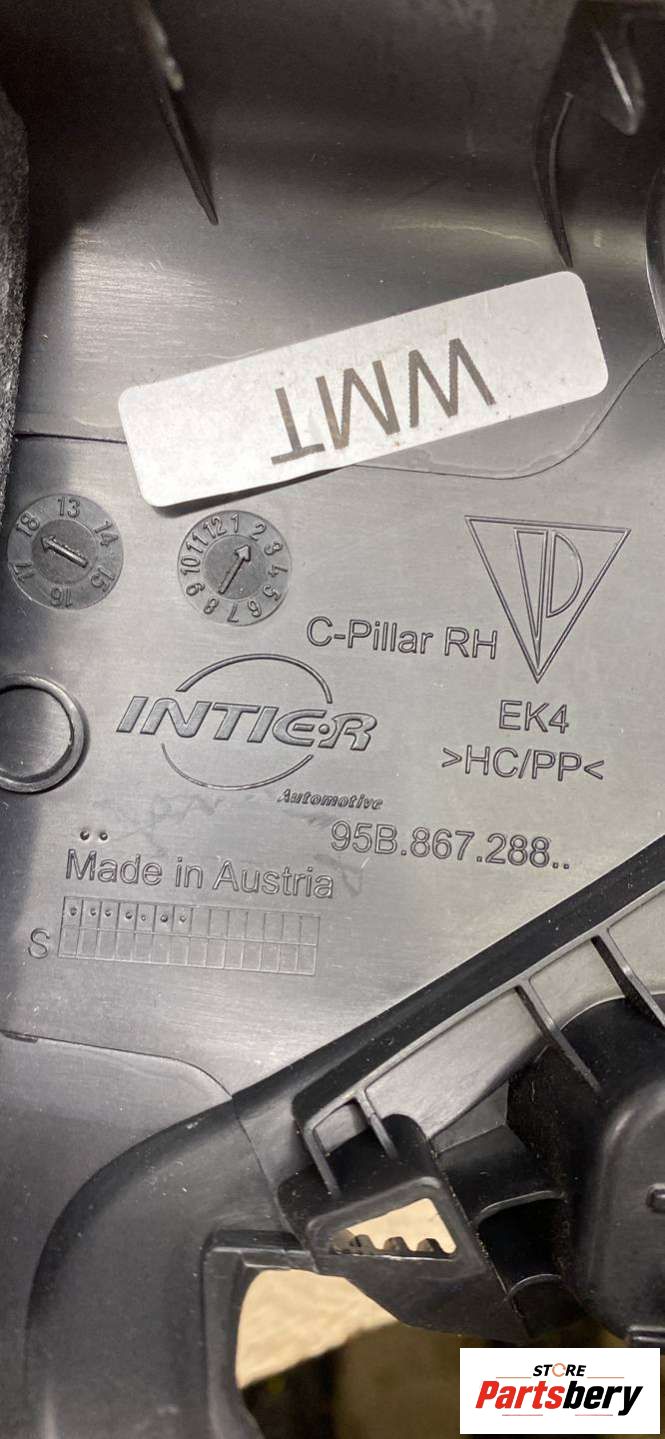 WMT
13 14 15 16 17 18
1 2 3 4 5 6 7 8 9 10 11 12
C-Pillar RH
EK4
>HC/PP<
INTIER
Automotive
95B.867.288..
Made in Austria
S
STORE
Partsbery